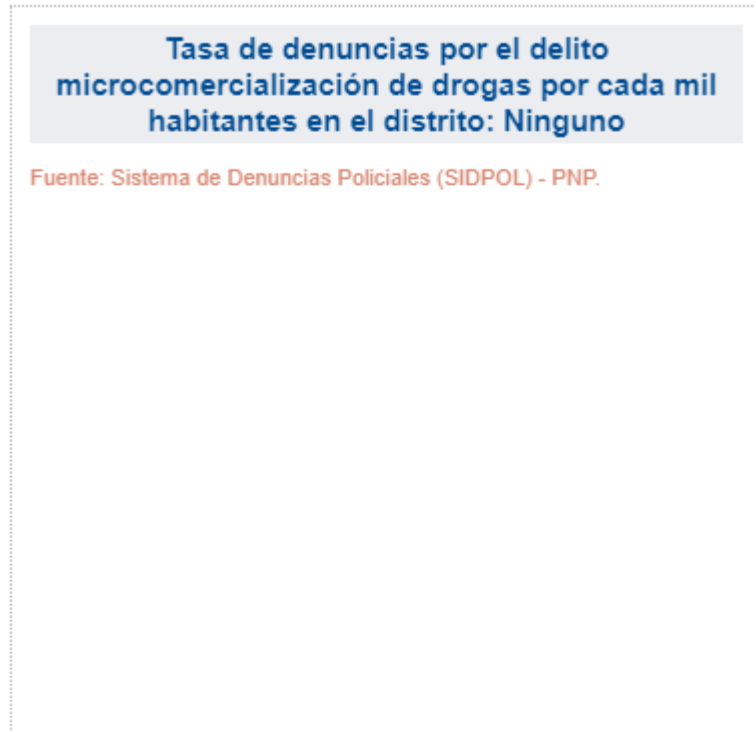 Tasa de denuncias por el delito
microcomercialización de drogas por cada mil
habitantes en el distrito: Ninguno
Fuente: Sistema de Denuncias Policiales (SIDPOL) - PNP.